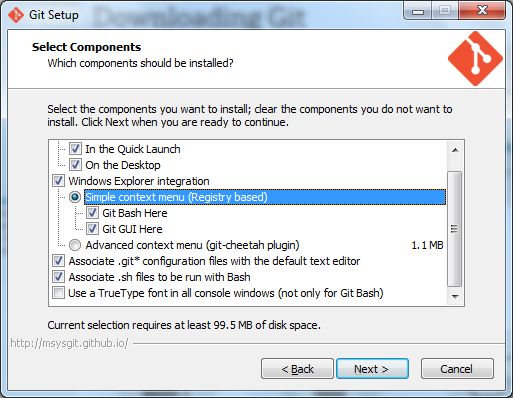 Git Setup
Downloading Git
Select Components
Which components should be installed?
Select the components you want to install; clear the components you do not want to
install. Click Next when you are ready to continue.
In the Quick Launch
On the Desktop
Windows Explorer integration
Simple context menu (Registry based)
Git Bash Here
Git GUI Here
Advanced context menu (git-cheetah plugin) 1.1 MB
Associate .git* configuration files with the default text editor
Associate .sh files to be run with Bash
Use a TrueType font in all console windows (not only for Git Bash)
Current selection requires at least 99.5 MB of disk space.
http://msysgit.github.io/
< Back Next > Cancel